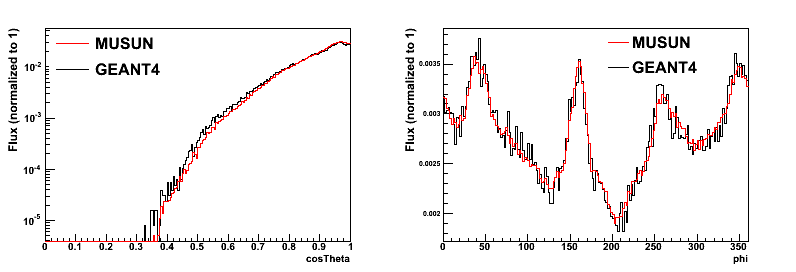 Flux (normalized to 1)
MUSUN
GEANT4
10⁻²
10⁻³
10⁻⁴
10⁻⁵
0 0.1 0.2 0.3 0.4 0.5 0.6 0.7 0.8 0.9 1
cosTheta
Flux (normalized to 1)
MUSUN
GEANT4
0.0035
0.003
0.0025
0.002
0 50 100 150 200 250 300 350
phi